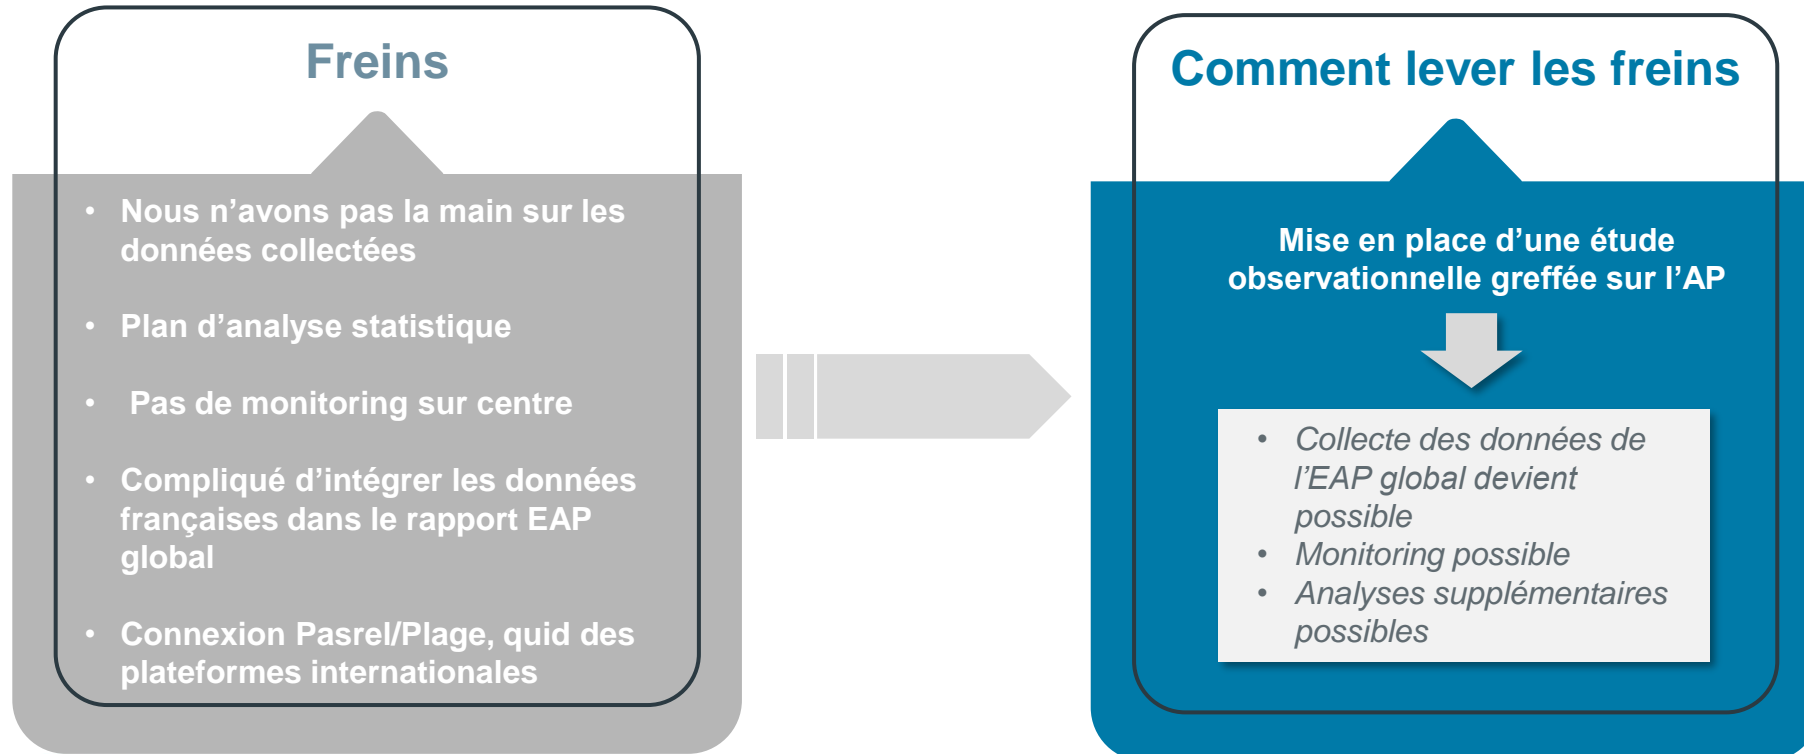 Freins
• Nous n’avons pas la main sur les
données collectées
• Plan d’analyse statistique
• Pas de monitoring sur centre
• Compliqué d’intégrer les données
françaises dans le rapport EAP
global
• Connexion Pasrel/Plage, quid des
plateformes internationales
Comment lever les freins
Mise en place d’une étude
observationnelle greffée sur l’AP
• Collecte des données de
l’EAP global devient
possible
• Monitoring possible
• Analyses supplémentaires
possibles